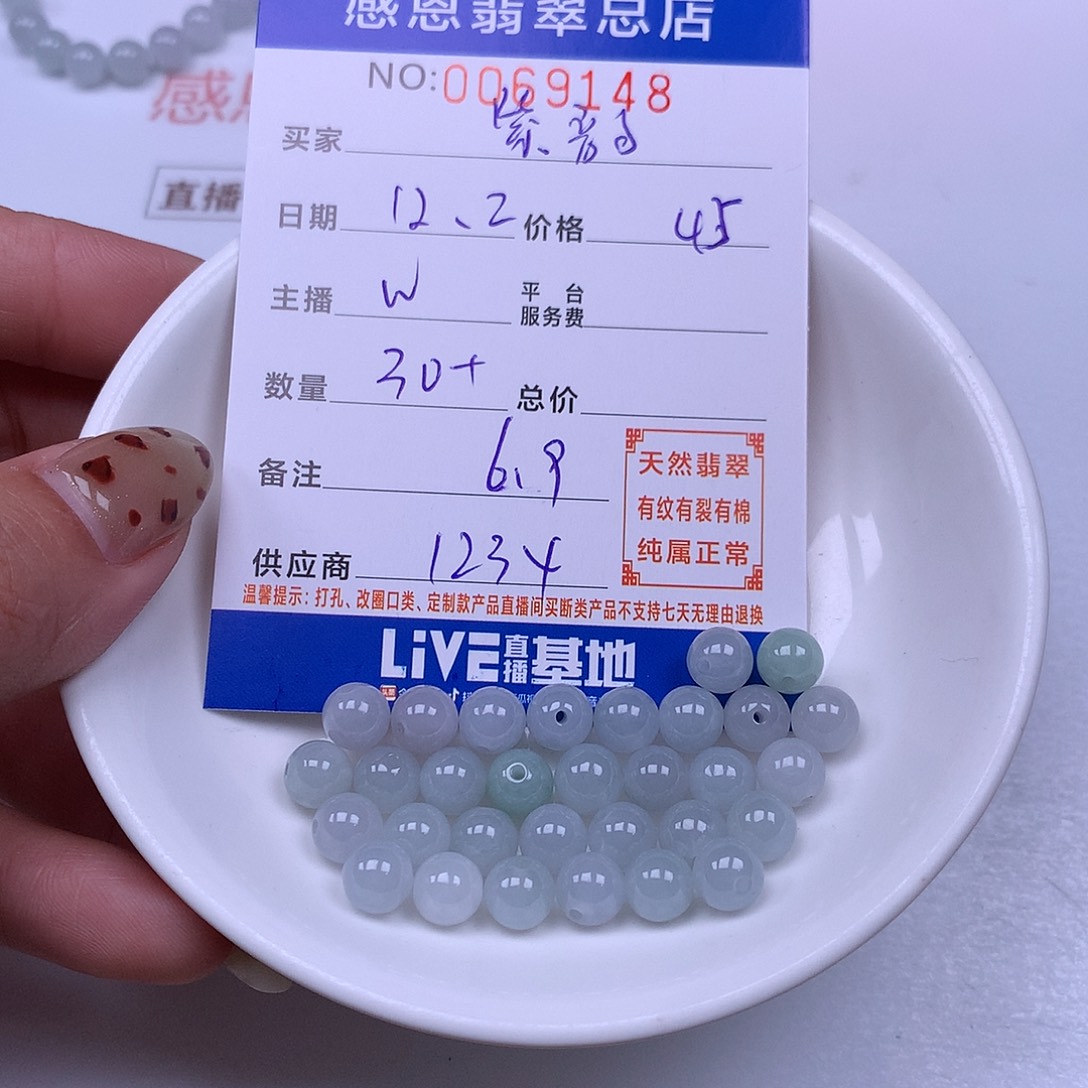 感恩翡翠总店
NO:0069148
买家
日期 12、2 价格 45
主播 W 平台服务费
数量 30+ 总价
备注 6.9
供应商 1234
天然翡翠
有纹有裂有棉
纯属正常
温馨提示：打孔、改圈口类、定制款产品直播间买断类产品不支持七天无理由退换
LiVE直播基地
感恩
直播